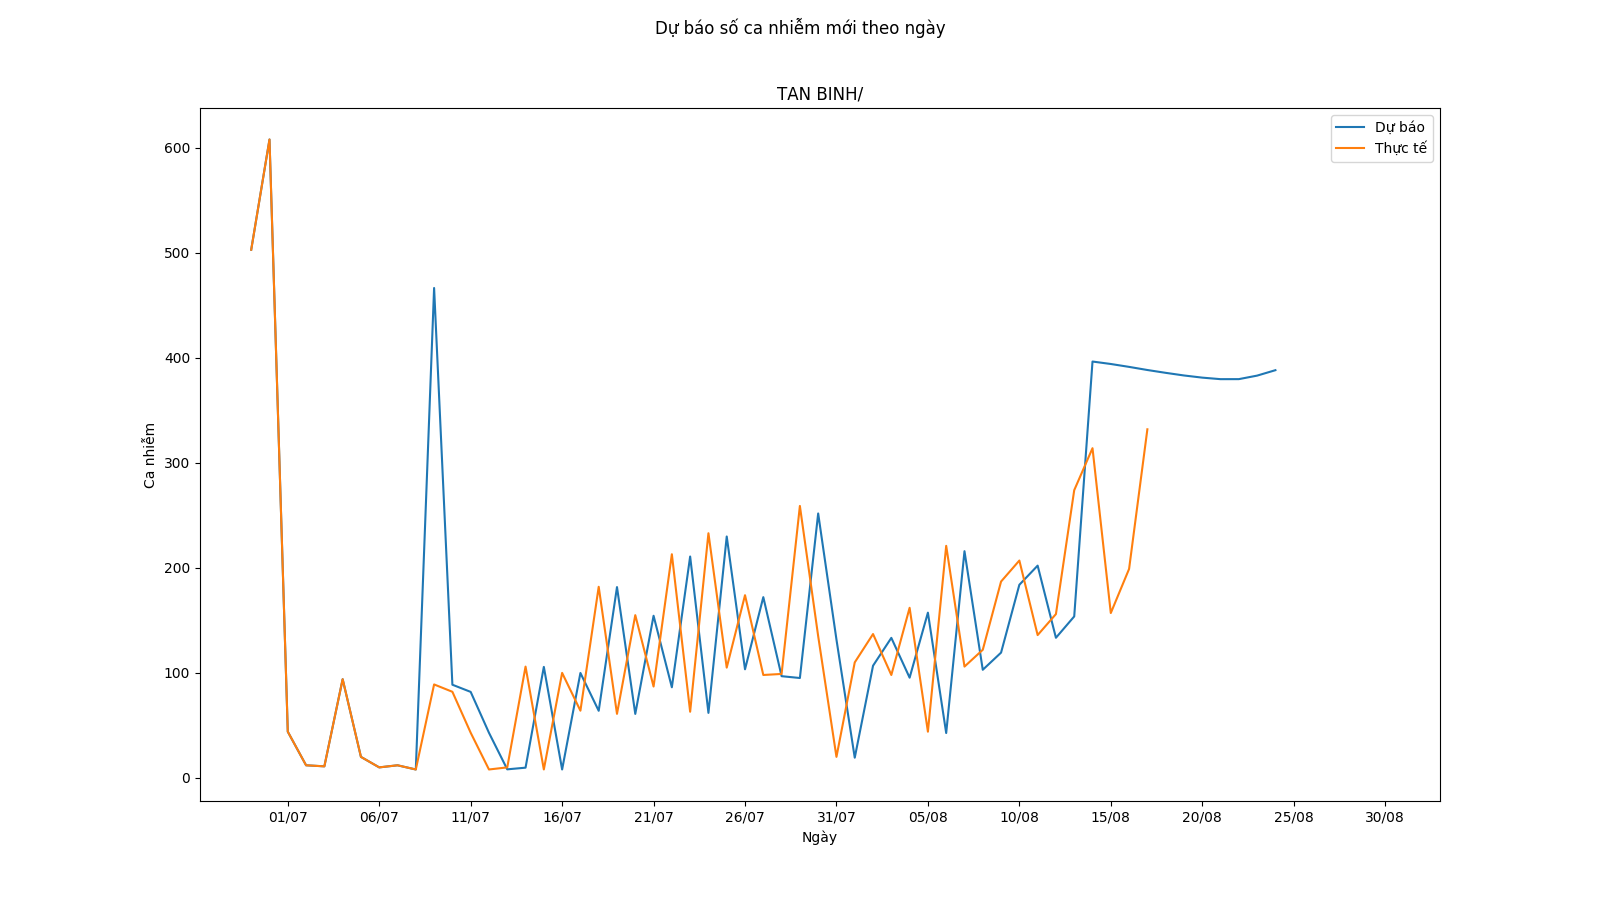 Dự báo số ca nhiễm mới theo ngày
TAN BINH/
Dự báo
Thực tế
600
500
400
300
200
100
0
Ca nhiễm
01/07 06/07 11/07 16/07 21/07 26/07 31/07 05/08 10/08 15/08 20/08 25/08 30/08
Ngày